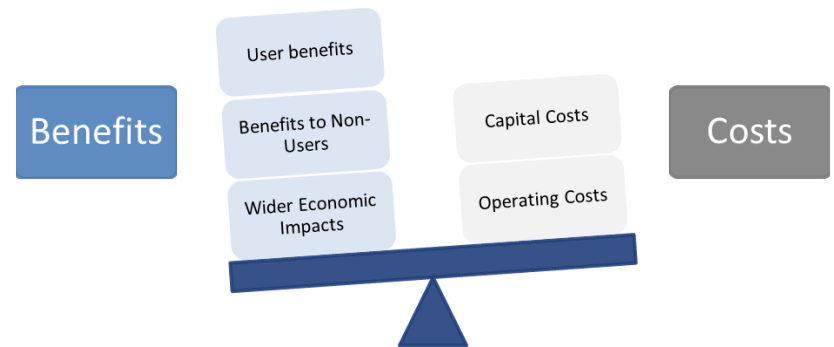 Benefits
User benefits
Benefits to Non-
Users
Wider Economic
Impacts
Capital Costs
Operating Costs
Costs